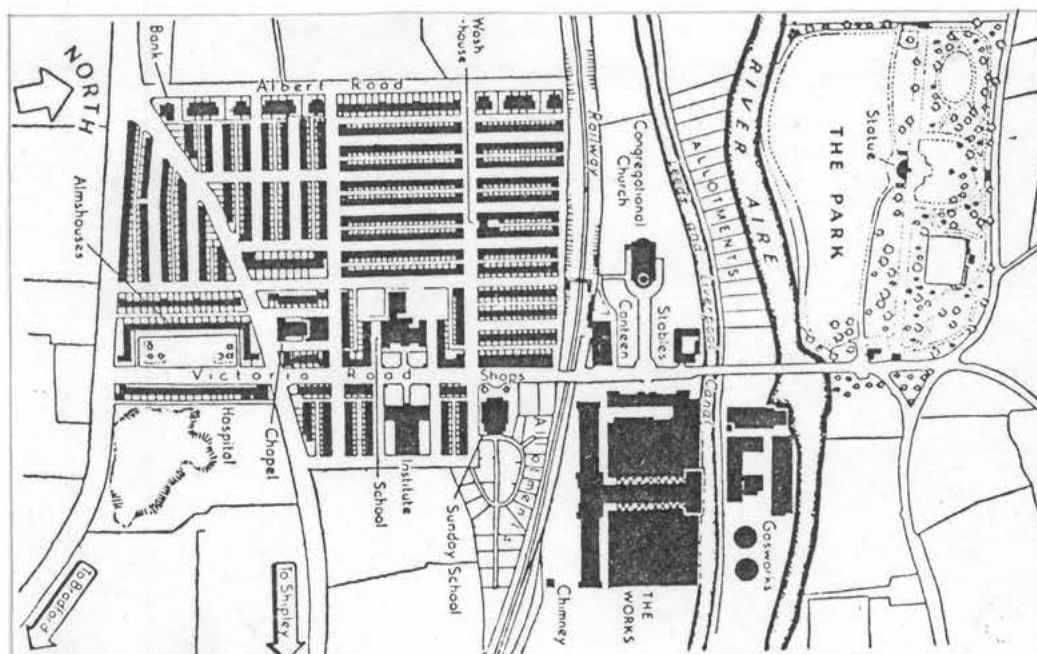 NORTH
Bank
Albert Road
Wash
-house
Railway
Congregational
Church
Leeds and Liverpool Canal
ALLOTMENTS
RIVER AIRE
THE PARK
Statue
Almshouses
Canteen
Stables
Victoria Road
Shops
Hospital
Chapel
School
Institute
Sunday School
Allotment
Chimney
THE
WORKS
Gasworks
To Bradford
To Shipley